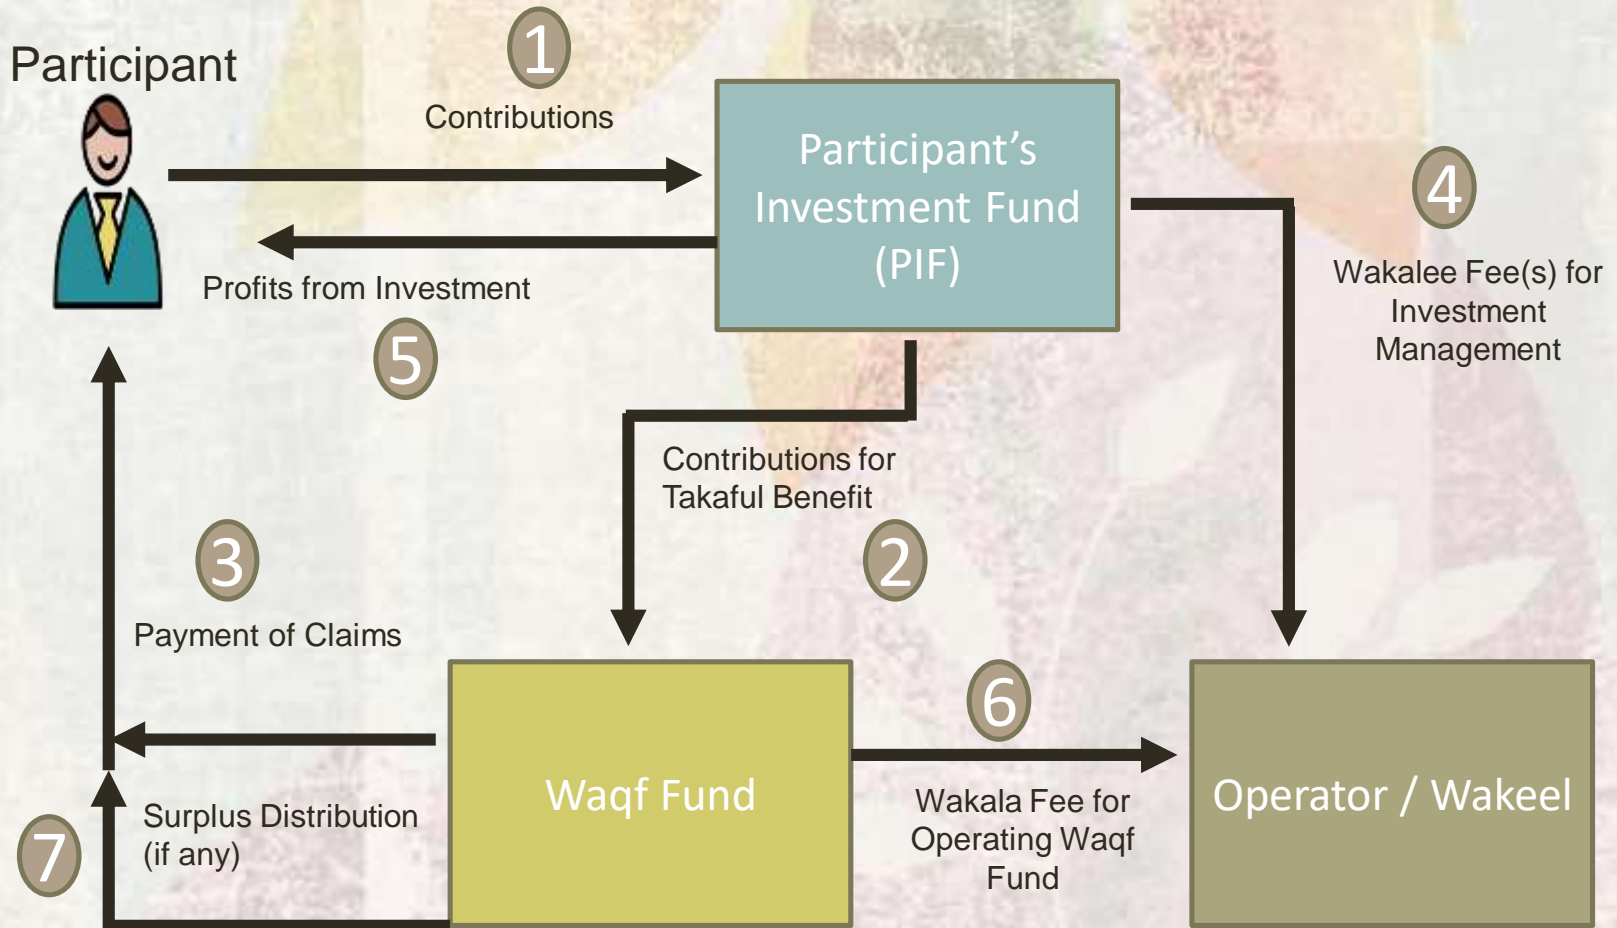 Participant
1
Contributions
Participant's
Investment Fund
(PIF)
4
Wakalee Fee(s) for
Investment
Management
Profits from Investment
5
Contributions for
Takaful Benefit
2
3
Payment of Claims
6
Waqf Fund
Operator / Wakeel
Wakala Fee for
Operating Waqf
Fund
Surplus Distribution
(if any)
7